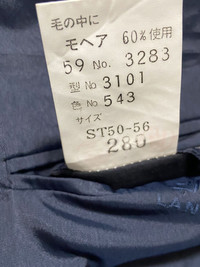 毛の中に
モヘア 60%使用
59 No. 3283
型 No 3101
色 No 543
サイズ
ST50-56
280